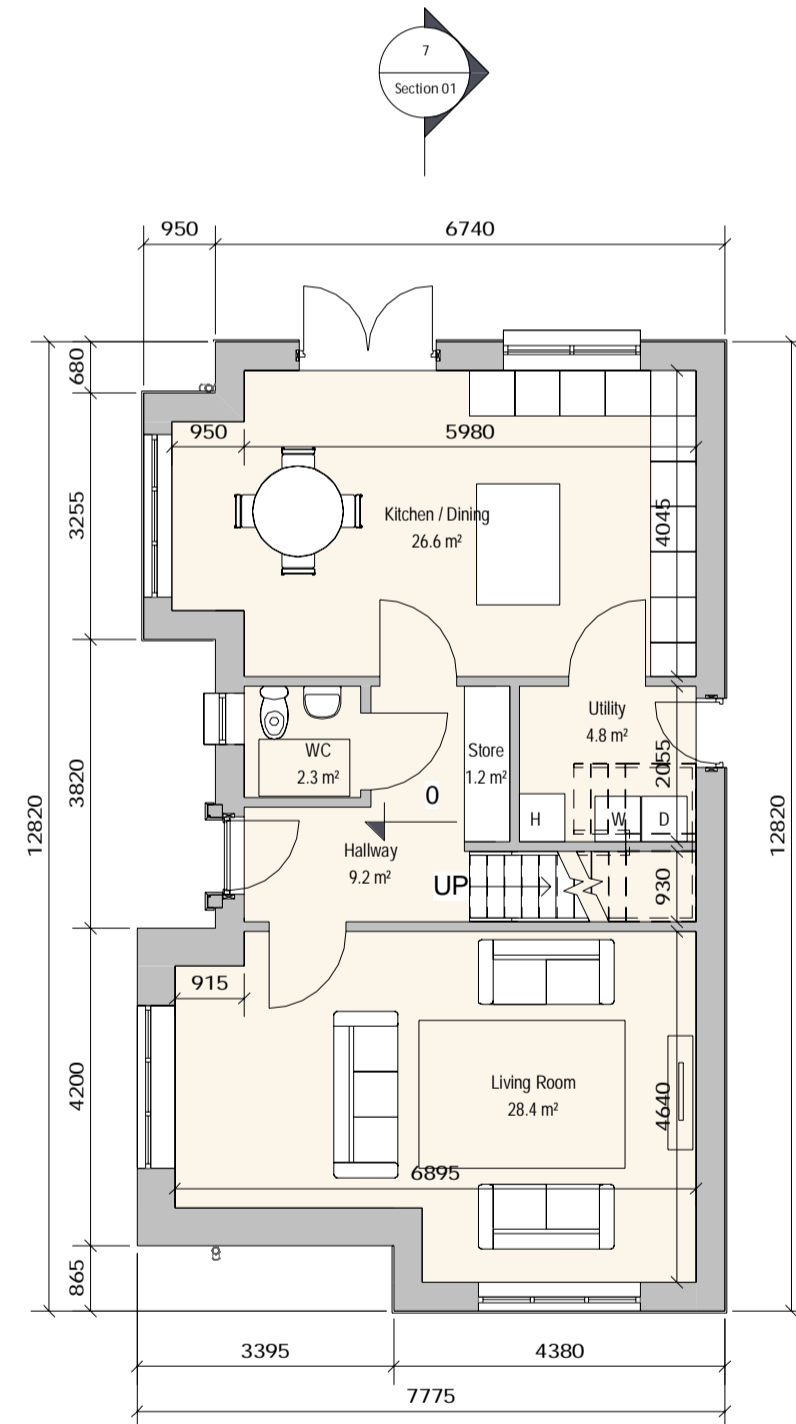 7
Section 01
950
6740
680
950
5980
3255
Kitchen / Dining
26.6 m²
4045
Utility
4.8 m²
WC
2.3 m²
Store
1.2 m²
2055
3820
12820
12820
0
H
W
D
Hallway
9.2 m²
UP
930
915
4200
Living Room
28.4 m²
4640
6895
865
3395
4380
7775